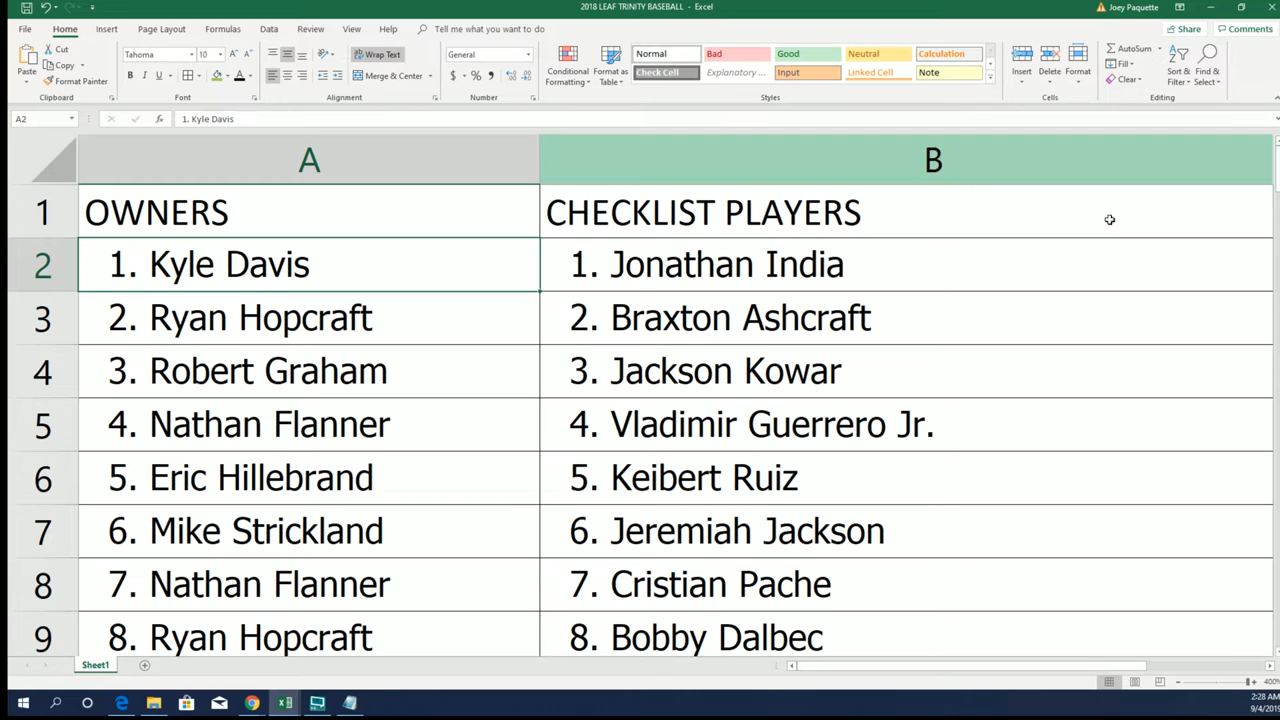 2018 LEAF TRINITY BASEBALL - Excel
Joey Paquette
File Home Insert Page Layout Formulas Data Review View Help Tell me what you want to do Share Comments
Paste Cut Copy Format Painter Clipboard
Tahoma 10 B I U A A Font
Wrap Text Merge & Center Alignment
General $ % , Number
Conditional Formatting Format as Table
Normal Bad Good Neutral Calculation
Check Cell Explanatory ... Input Linked Cell Note
Styles
Insert Delete Format Cells
AutoSum Fill Clear Sort & Filter Find & Select Editing
A2 fx 1. Kyle Davis
A B
1 OWNERS CHECKLIST PLAYERS
2 1. Kyle Davis 1. Jonathan India
3 2. Ryan Hopcraft 2. Braxton Ashcraft
4 3. Robert Graham 3. Jackson Kowar
5 4. Nathan Flanner 4. Vladimir Guerrero Jr.
6 5. Eric Hillebrand 5. Keibert Ruiz
7 6. Mike Strickland 6. Jeremiah Jackson
8 7. Nathan Flanner 7. Cristian Pache
9 8. Ryan Hopcraft 8. Bobby Dalbec
Sheet1
400%
2:28 AM
9/4/2019